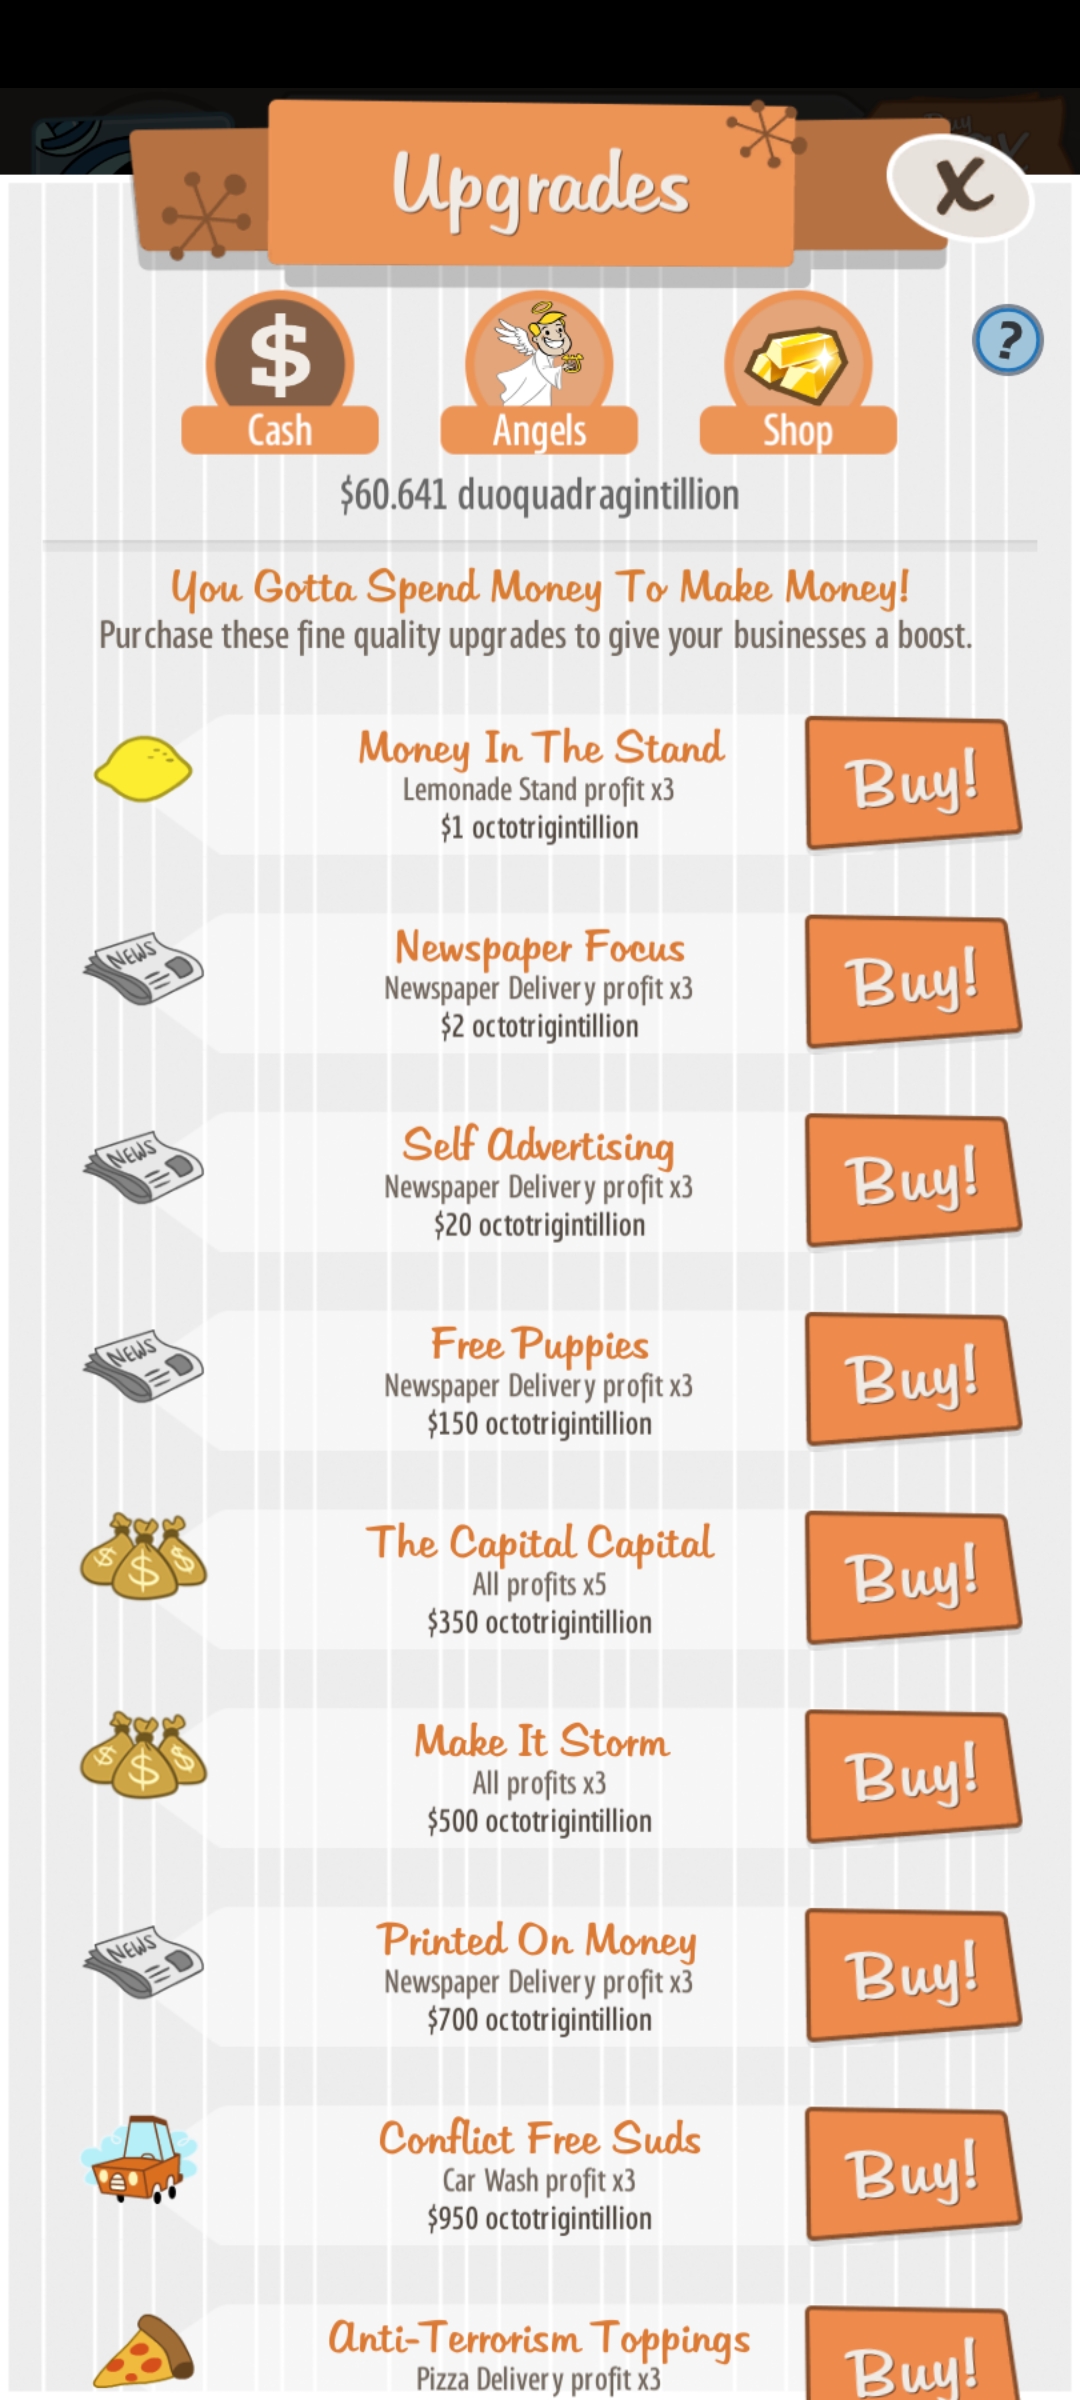 Upgrades
X
$
?
Cash
Angels
Shop
$60.641 duoquadragintillion
You Gotta Spend Money To Make Money!
Purchase these fine quality upgrades to give your businesses a boost.
Money In The Stand
Lemonade Stand profit x3
$1 octotrigintillion
Buy!
NEWS
Newspaper Focus
Newspaper Delivery profit x3
$2 octotrigintillion
Buy!
NEWS
Self Advertising
Newspaper Delivery profit x3
$20 octotrigintillion
Buy!
NEWS
Free Puppies
Newspaper Delivery profit x3
$150 octotrigintillion
Buy!
$ $ $
The Capital Capital
All profits x5
$350 octotrigintillion
Buy!
$ $ $
Make It Storm
All profits x3
$500 octotrigintillion
Buy!
NEWS
Printed On Money
Newspaper Delivery profit x3
$700 octotrigintillion
Buy!
Conflict Free Suds
Car Wash profit x3
$950 octotrigintillion
Buy!
Anti-Terrorism Toppings
Pizza Delivery profit x3
Buy!